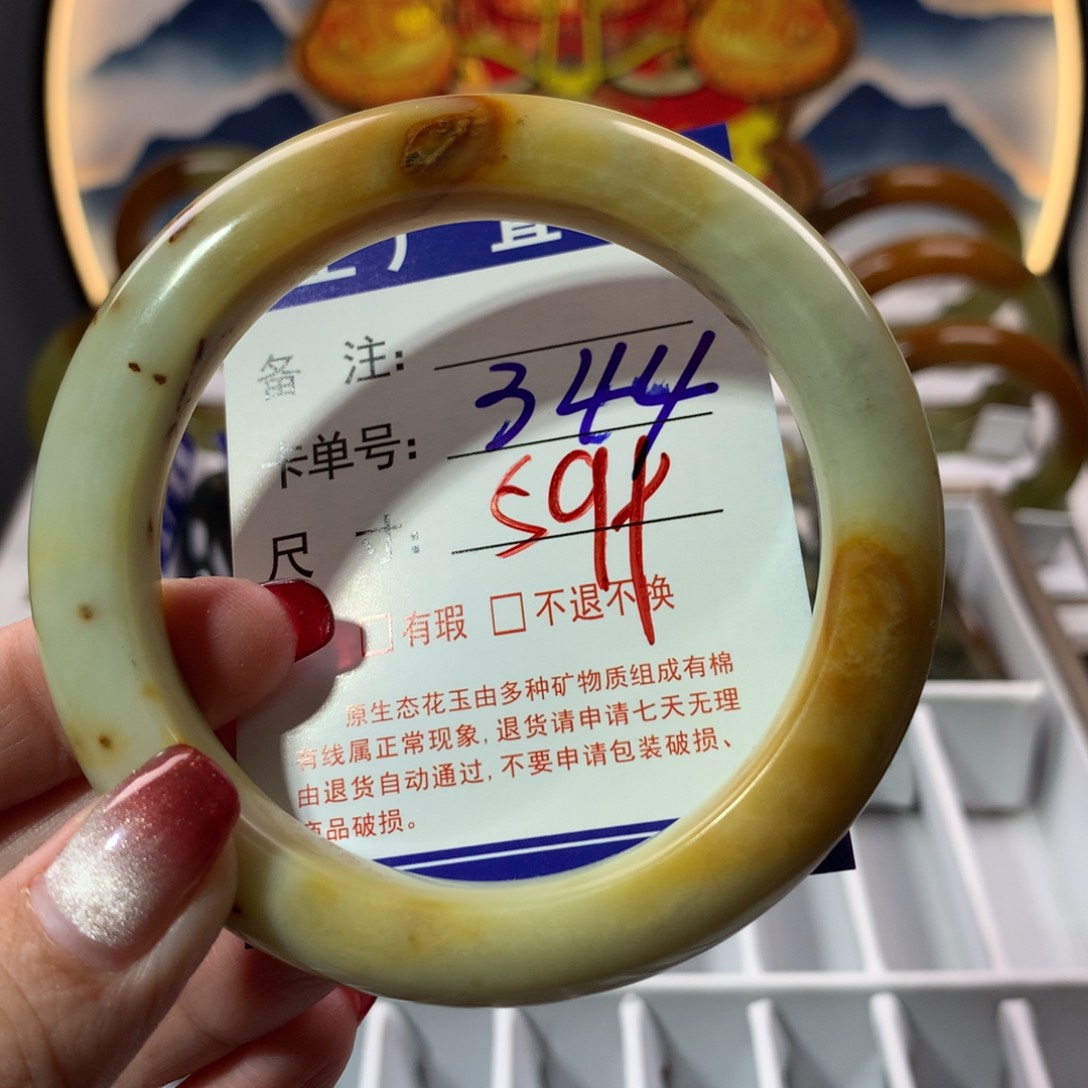 厂 直
备 注:
卡单号: 344
尺 寸:
□有瑕 □不退不换
原生态花玉由多种矿物质组成有棉
有线属正常现象,退货请申请七天无理
由退货自动通过,不要申请包装破损、
商品破损。